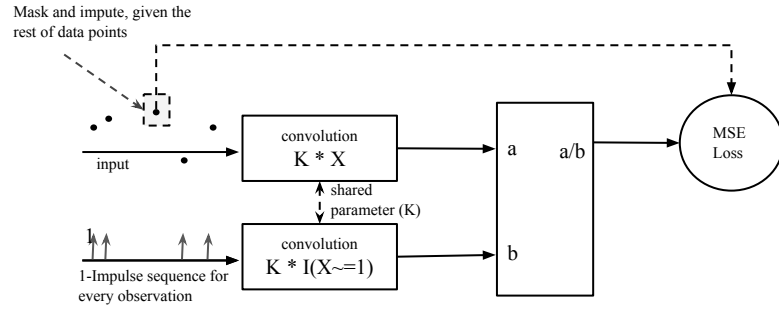 Mask and impute, given the
rest of data points
input
convolution
K * X
shared
parameter (K)
1
1-Impulse sequence for
every observation
convolution
K * I(X~=1)
a
a/b
b
MSE
Loss